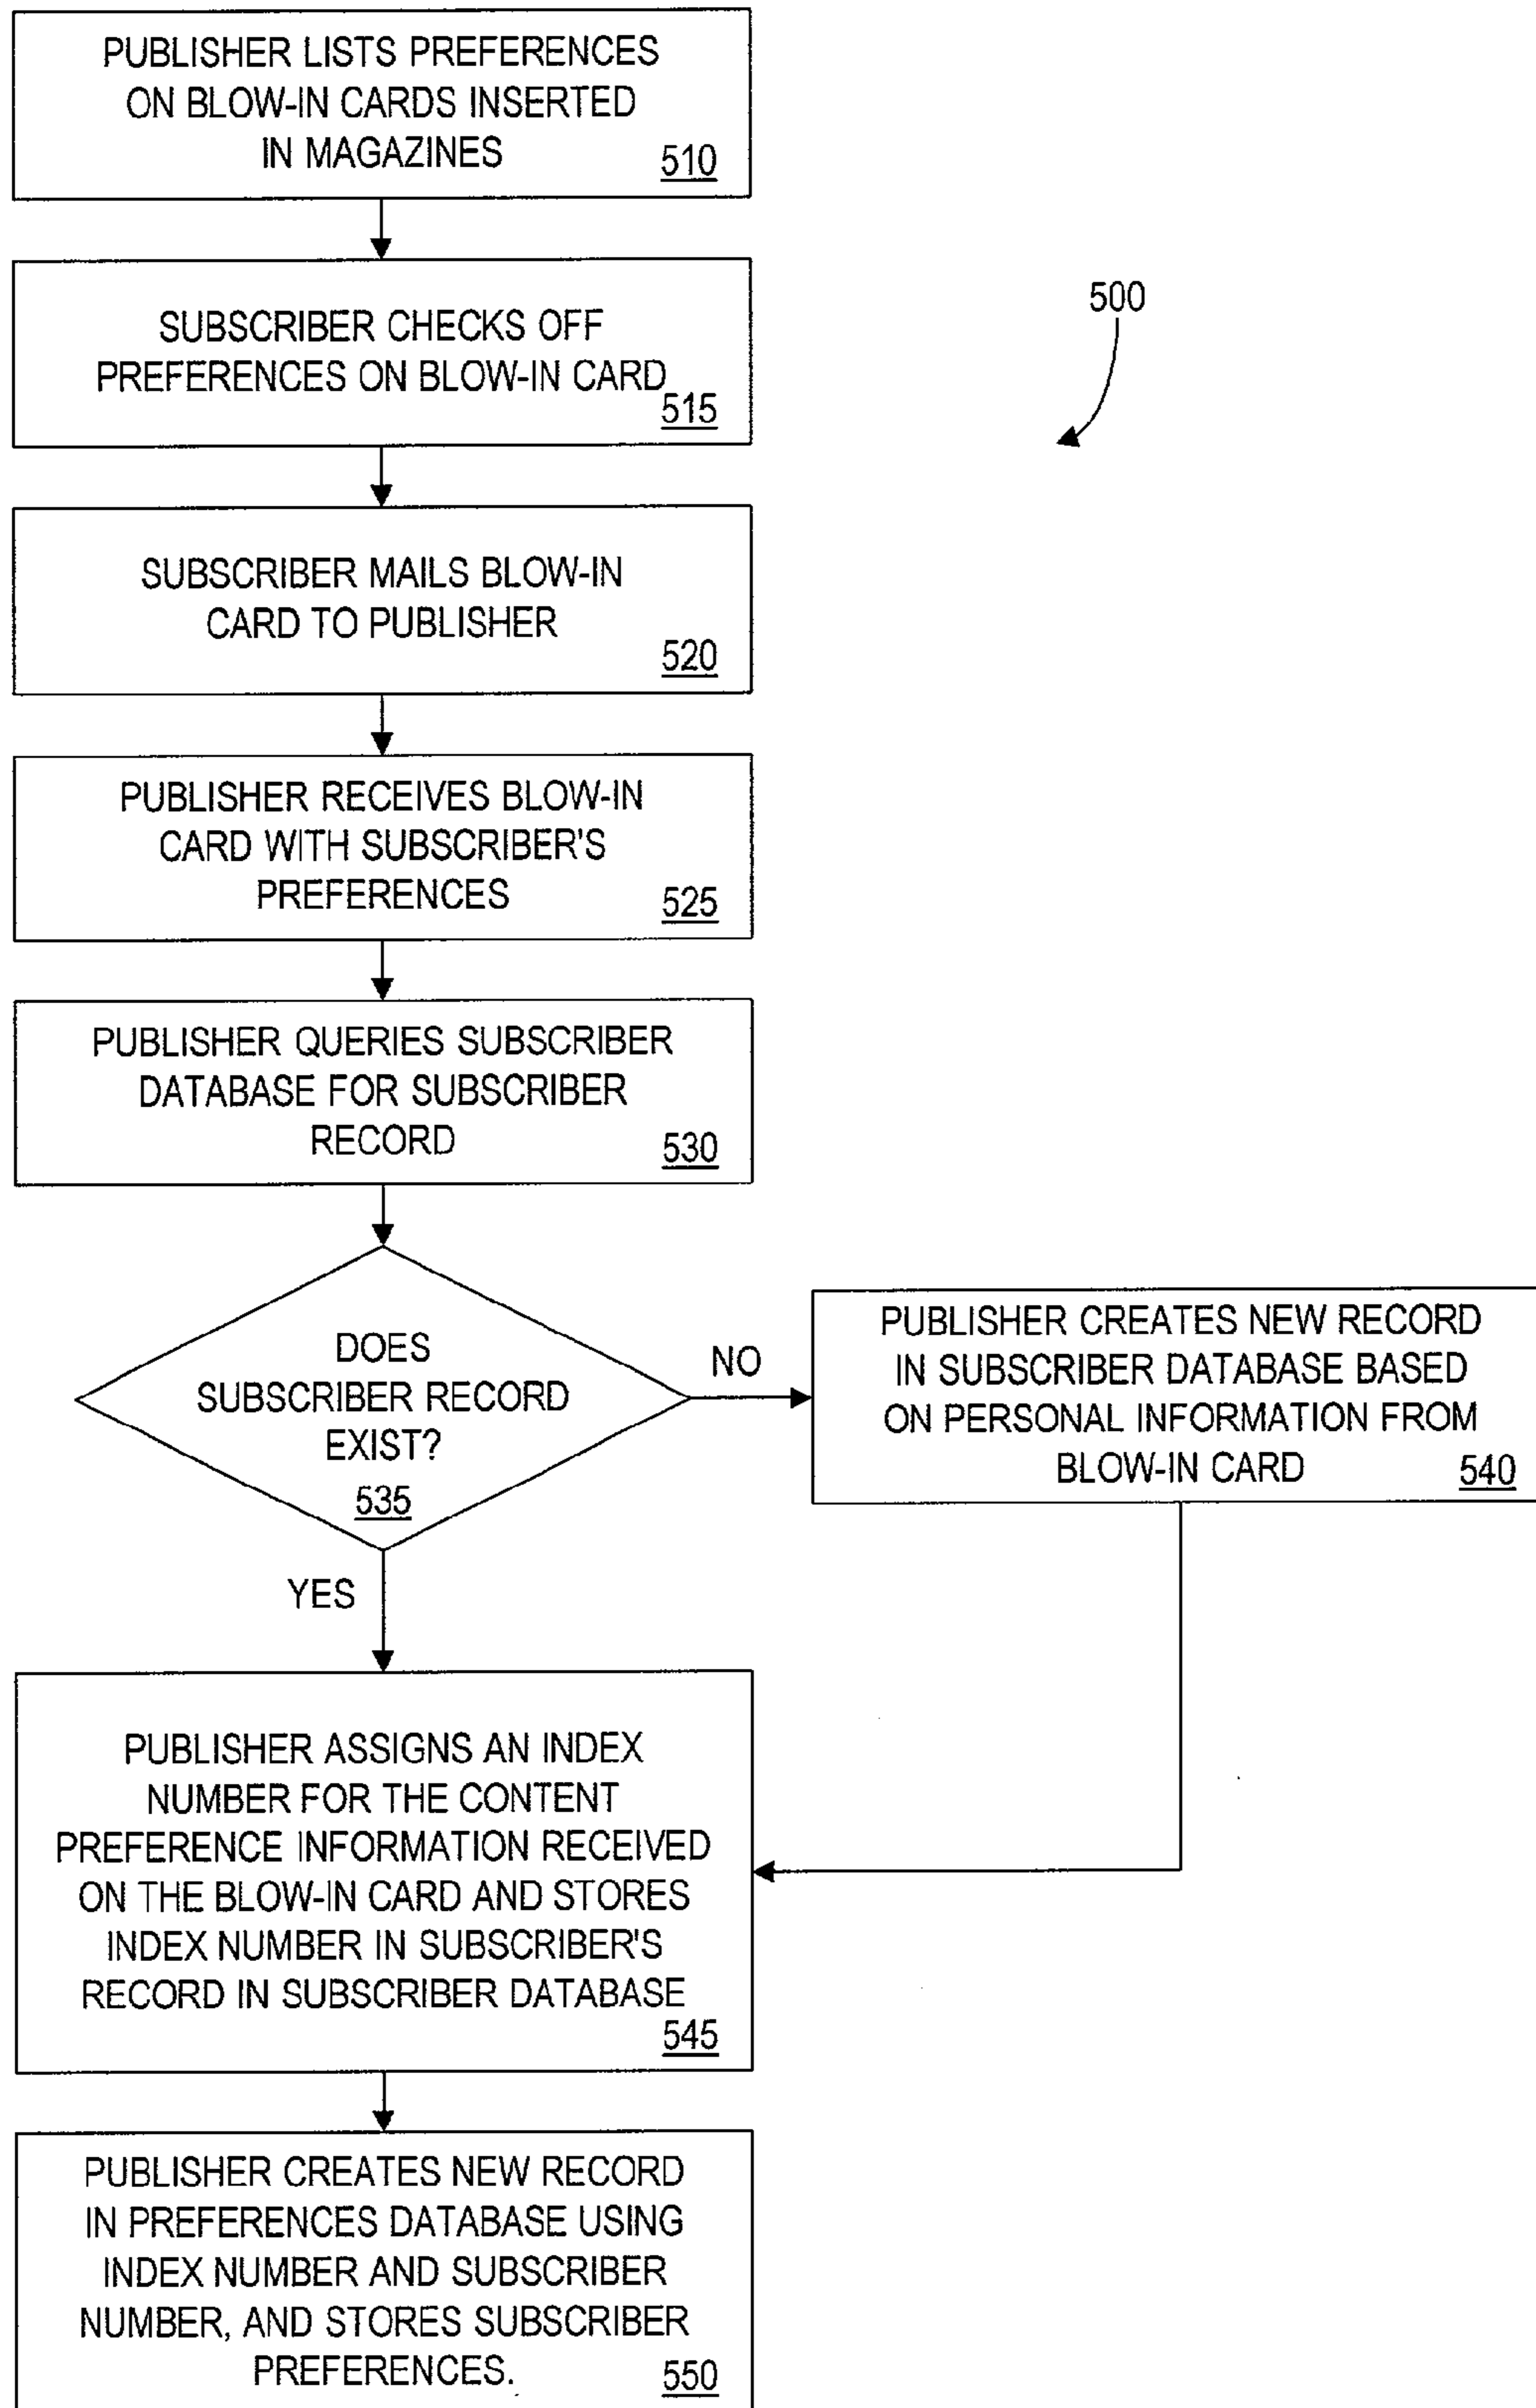 PUBLISHER LISTS PREFERENCES
ON BLOW-IN CARDS INSERTED
IN MAGAZINES
510
SUBSCRIBER CHECKS OFF
PREFERENCES ON BLOW-IN CARD
515
500
SUBSCRIBER MAILS BLOW-IN
CARD TO PUBLISHER
520
PUBLISHER RECEIVES BLOW-IN
CARD WITH SUBSCRIBER'S
PREFERENCES
525
PUBLISHER QUERIES SUBSCRIBER
DATABASE FOR SUBSCRIBER
RECORD
530
DOES
SUBSCRIBER RECORD
EXIST?
535
NO
PUBLISHER CREATES NEW RECORD
IN SUBSCRIBER DATABASE BASED
ON PERSONAL INFORMATION FROM
BLOW-IN CARD
540
YES
PUBLISHER ASSIGNS AN INDEX
NUMBER FOR THE CONTENT
PREFERENCE INFORMATION RECEIVED
ON THE BLOW-IN CARD AND STORES
INDEX NUMBER IN SUBSCRIBER'S
RECORD IN SUBSCRIBER DATABASE
545
PUBLISHER CREATES NEW RECORD
IN PREFERENCES DATABASE USING
INDEX NUMBER AND SUBSCRIBER
NUMBER, AND STORES SUBSCRIBER
PREFERENCES.
550